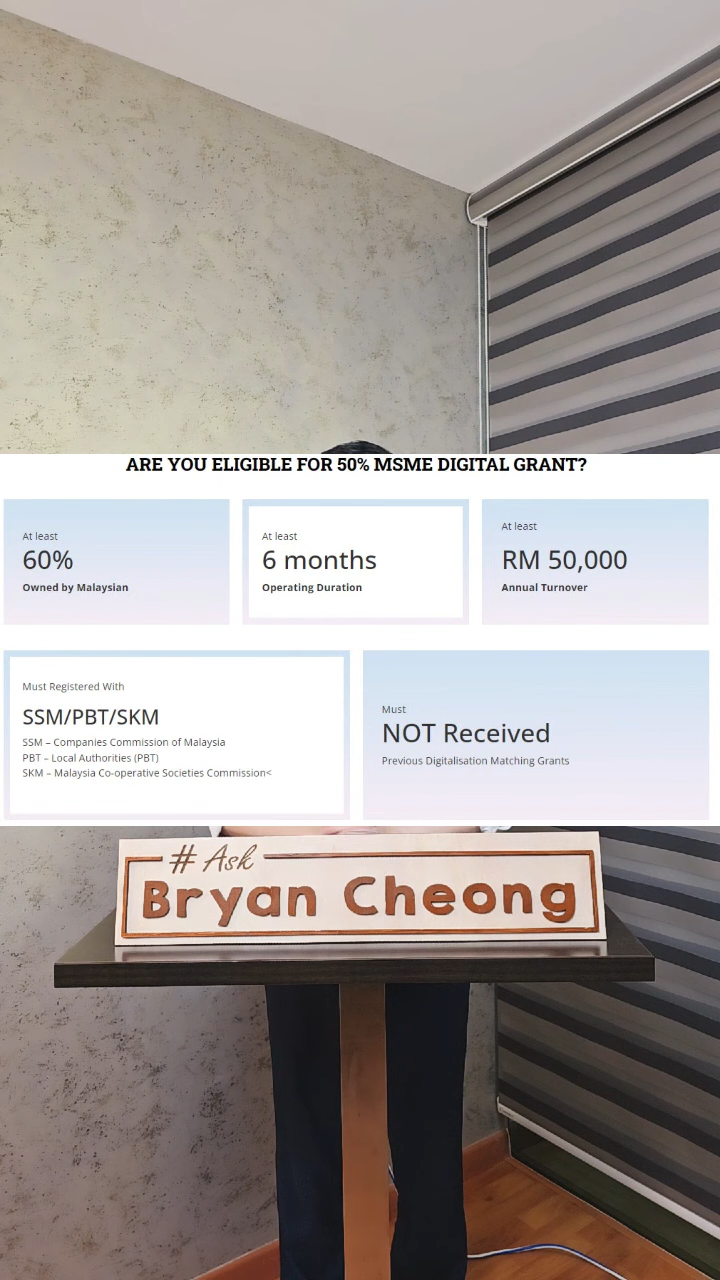 ARE YOU ELIGIBLE FOR 50% MSME DIGITAL GRANT?
At least
60%
Owned by Malaysian
At least
6 months
Operating Duration
At least
RM 50,000
Annual Turnover
Must Registered With
SSM/PBT/SKM
SSM – Companies Commission of Malaysia
PBT – Local Authorities (PBT)
SKM – Malaysia Co-operative Societies Commission<
Must
NOT Received
Previous Digitalisation Matching Grants
# Ask
Bryan Cheong